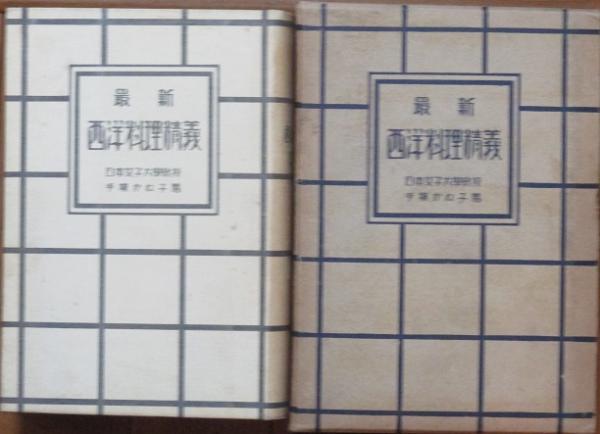 最新
西洋料理精義
日本女子大學教授
手塚かね子著
最新
西洋料理精義
日本女子大學教授
手塚かね子著